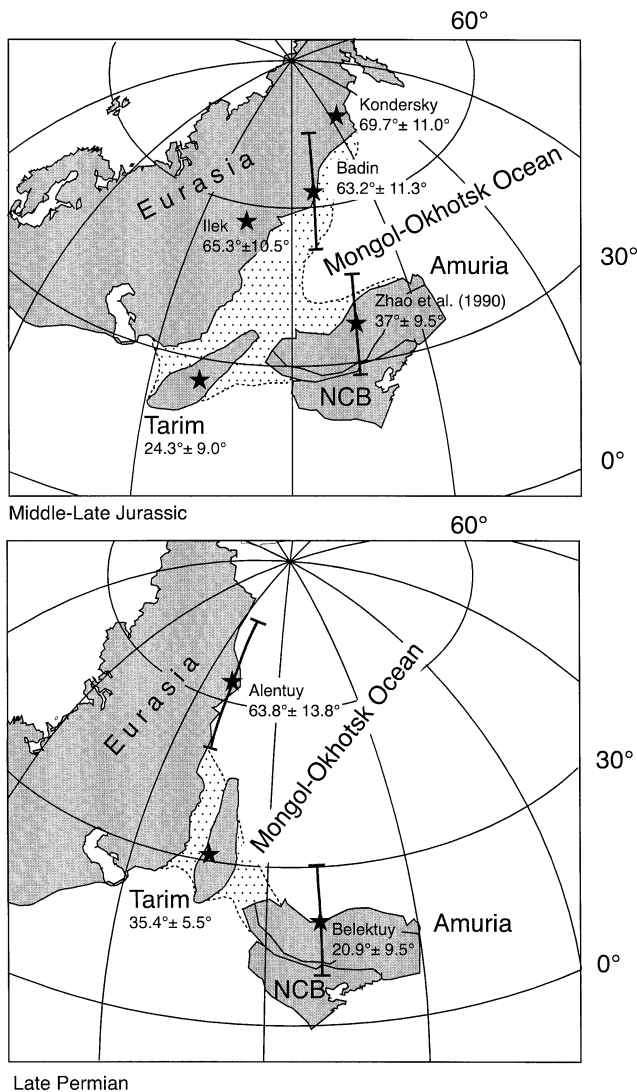 60°
Kondersky
69.7°± 11.0°
Badin
63.2°± 11.3°
Eurasia
Mongol-Okhotsk Ocean
Ilek
65.3°±10.5°
30°
Amuria
Zhao et al. (1990)
37°± 9.5°
NCB
Tarim
24.3°± 9.0°
0°
Middle-Late Jurassic
60°
Eurasia
Alentuy
63.8°± 13.8°
Mongol-Okhotsk Ocean
30°
Tarim
35.4°± 5.5°
Amuria
Belektuy
20.9°± 9.5°
0°
NCB
Late Permian